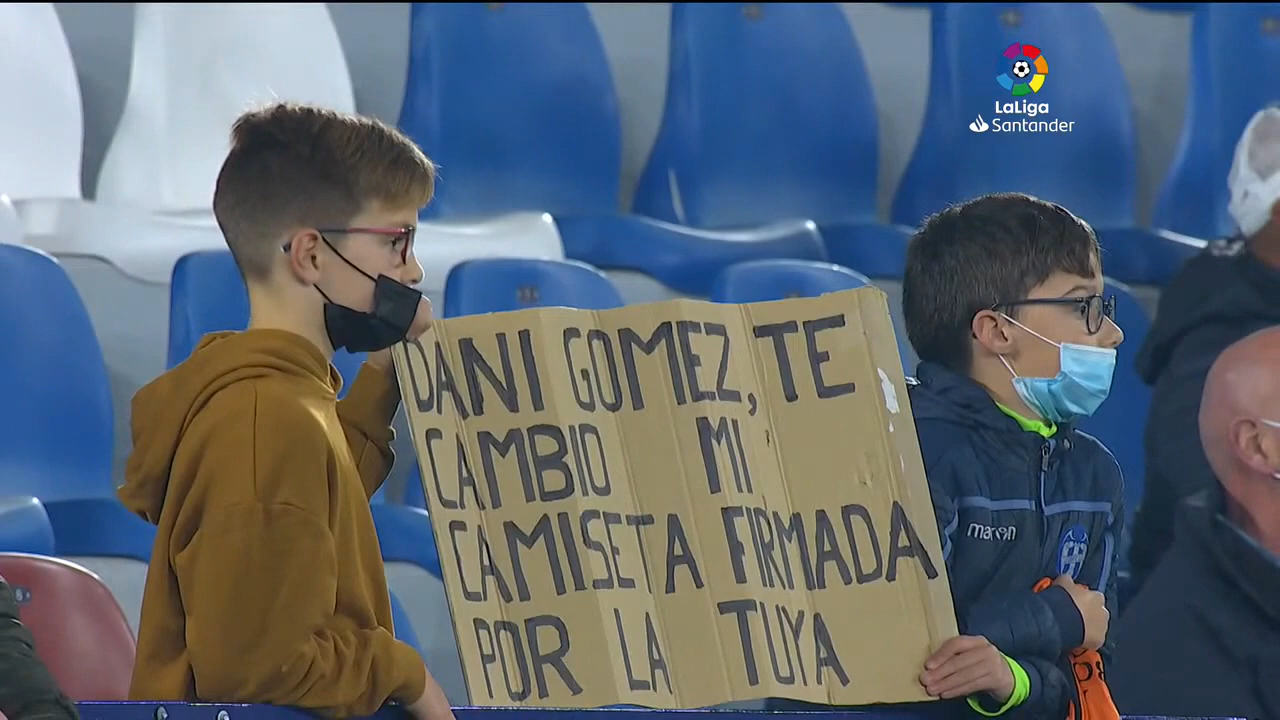 LaLiga
Santander
DANI GOMEZ, TE
CAMBIO MI
CAMISETA FIRMADA
POR LA TUYA
macron